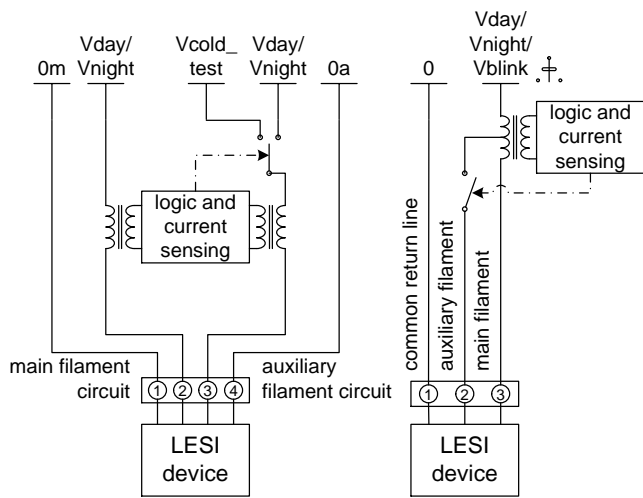 Vday/
Vnight
Vcold_
test
Vday/
Vnight
0m
0a
logic and
current
sensing
main filament
circuit
auxiliary
filament circuit
1 2 3 4
LESI
device
Vday/
Vnight/
Vblink
0
logic and
current
sensing
common return line
auxiliary filament
main filament
1 2 3
LESI
device